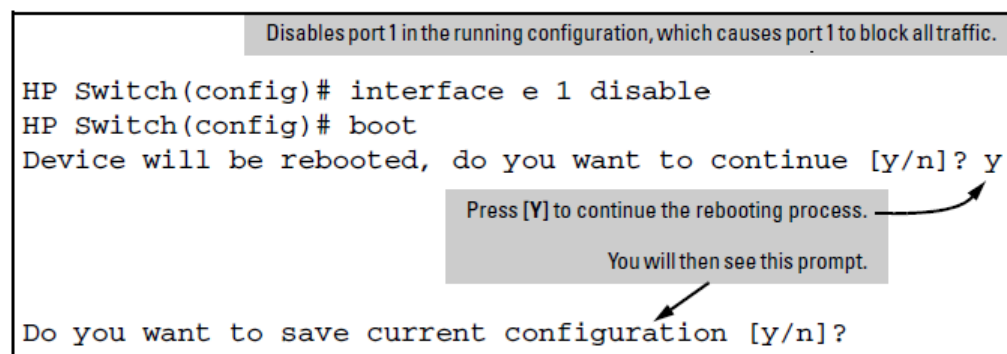 Disables port 1 in the running configuration, which causes port 1 to block all traffic.
HP Switch(config)# interface e 1 disable
HP Switch(config)# boot
Device will be rebooted, do you want to continue [y/n]? y
Press [Y] to continue the rebooting process.
You will then see this prompt.
Do you want to save current configuration [y/n]?